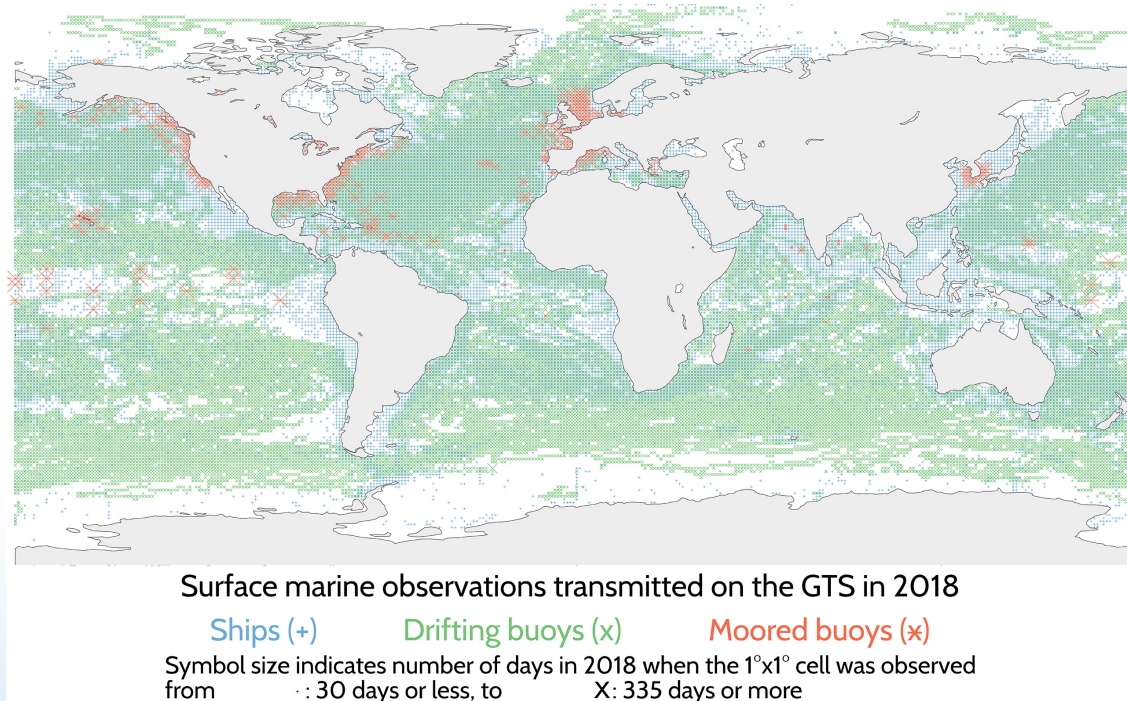 Surface marine observations transmitted on the GTS in 2018
Ships (+) Drifting buoys (x) Moored buoys (ж)
Symbol size indicates number of days in 2018 when the 1°x1° cell was observed
from · : 30 days or less, to X: 335 days or more